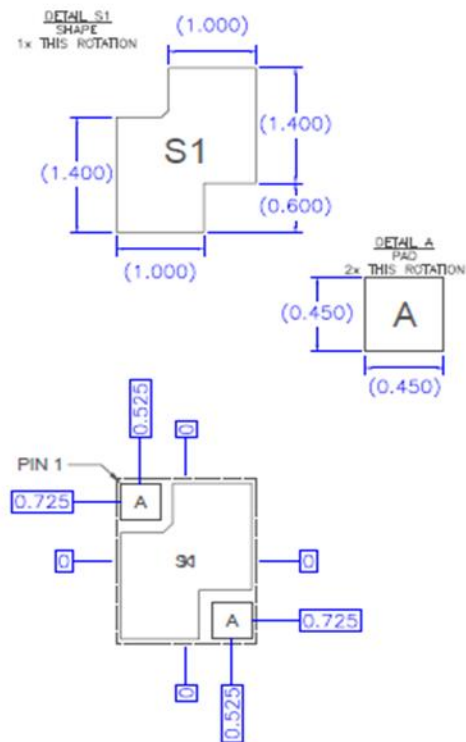 DETAIL S1
SHAPE
1x THIS ROTATION
(1.000)
S1
(1.400)
(1.400)
(0.600)
(1.000)
DETAIL A
PAD
2x THIS ROTATION
(0.450)
A
(0.450)
0.525
0
PIN 1
0.725
A
0
0
A
0.725
0
0.525